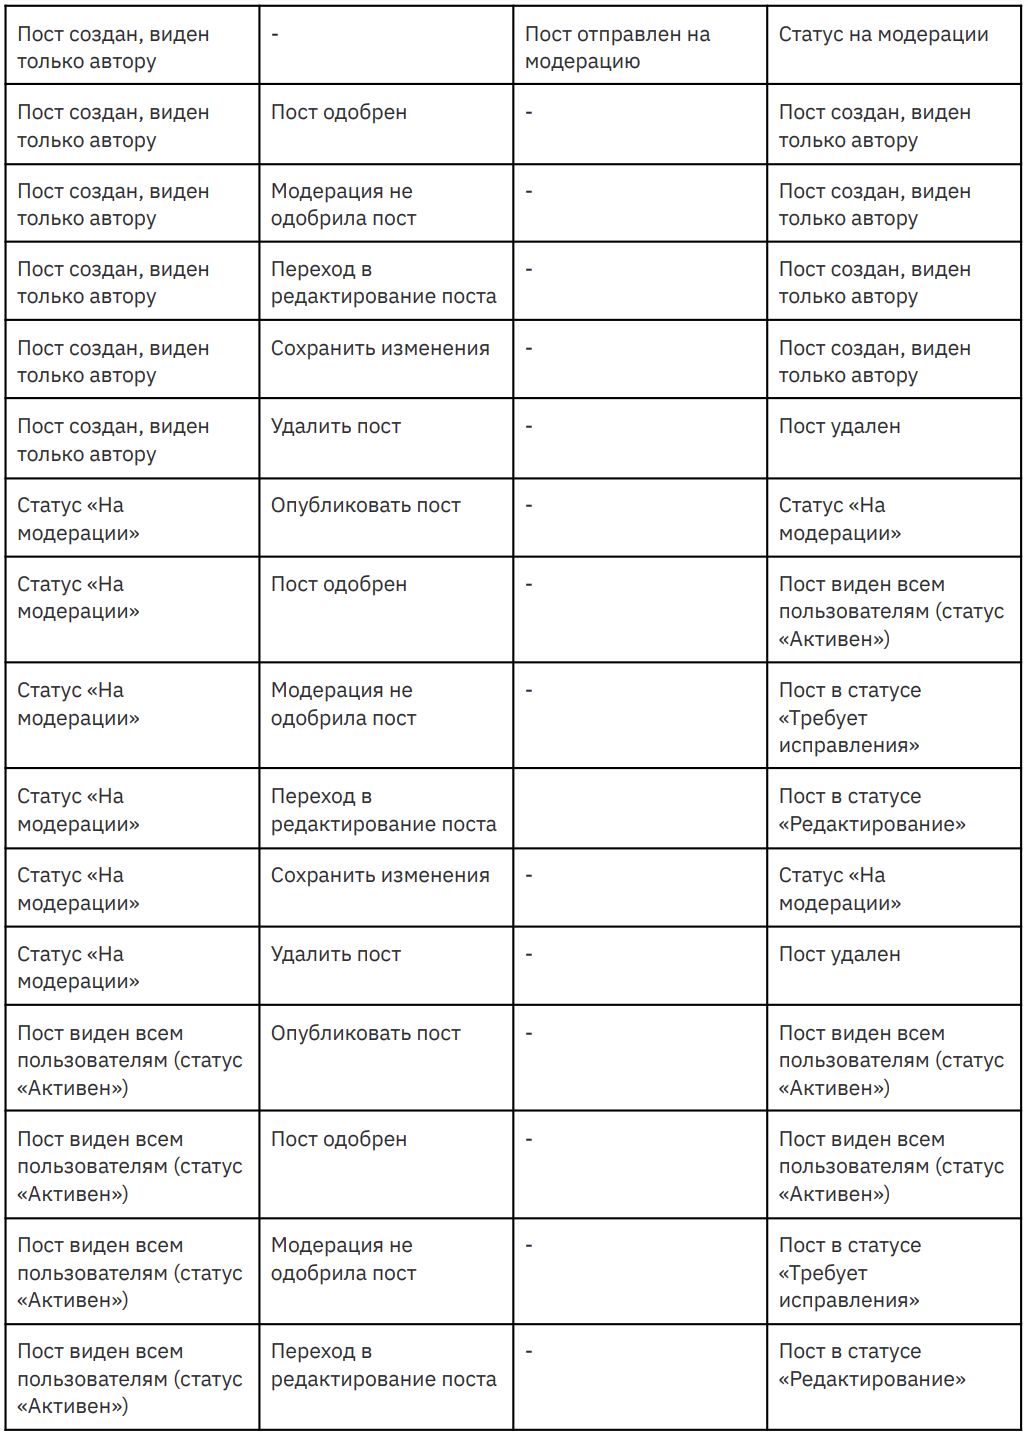 Пост создан, виден
только автору
-
Пост отправлен на
модерацию
Статус на модерации
Пост создан, виден
только автору
Пост одобрен
-
Пост создан, виден
только автору
Пост создан, виден
только автору
Модерация не
одобрила пост
-
Пост создан, виден
только автору
Пост создан, виден
только автору
Переход в
редактирование поста
-
Пост создан, виден
только автору
Пост создан, виден
только автору
Сохранить изменения
-
Пост создан, виден
только автору
Пост создан, виден
только автору
Удалить пост
-
Пост удален
Статус «На
модерации»
Опубликовать пост
-
Статус «На
модерации»
Статус «На
модерации»
Пост одобрен
-
Пост виден всем
пользователям (статус
«Активен»)
Статус «На
модерации»
Модерация не
одобрила пост
-
Пост в статусе
«Требует
исправления»
Статус «На
модерации»
Переход в
редактирование поста
Пост в статусе
«Редактирование»
Статус «На
модерации»
Сохранить изменения
-
Статус «На
модерации»
Статус «На
модерации»
Удалить пост
-
Пост удален
Пост виден всем
пользователям (статус
«Активен»)
Опубликовать пост
-
Пост виден всем
пользователям (статус
«Активен»)
Пост виден всем
пользователям (статус
«Активен»)
Пост одобрен
-
Пост виден всем
пользователям (статус
«Активен»)
Пост виден всем
пользователям (статус
«Активен»)
Модерация не
одобрила пост
-
Пост в статусе
«Требует
исправления»
Пост виден всем
пользователям (статус
«Активен»)
Переход в
редактирование поста
-
Пост в статусе
«Редактирование»